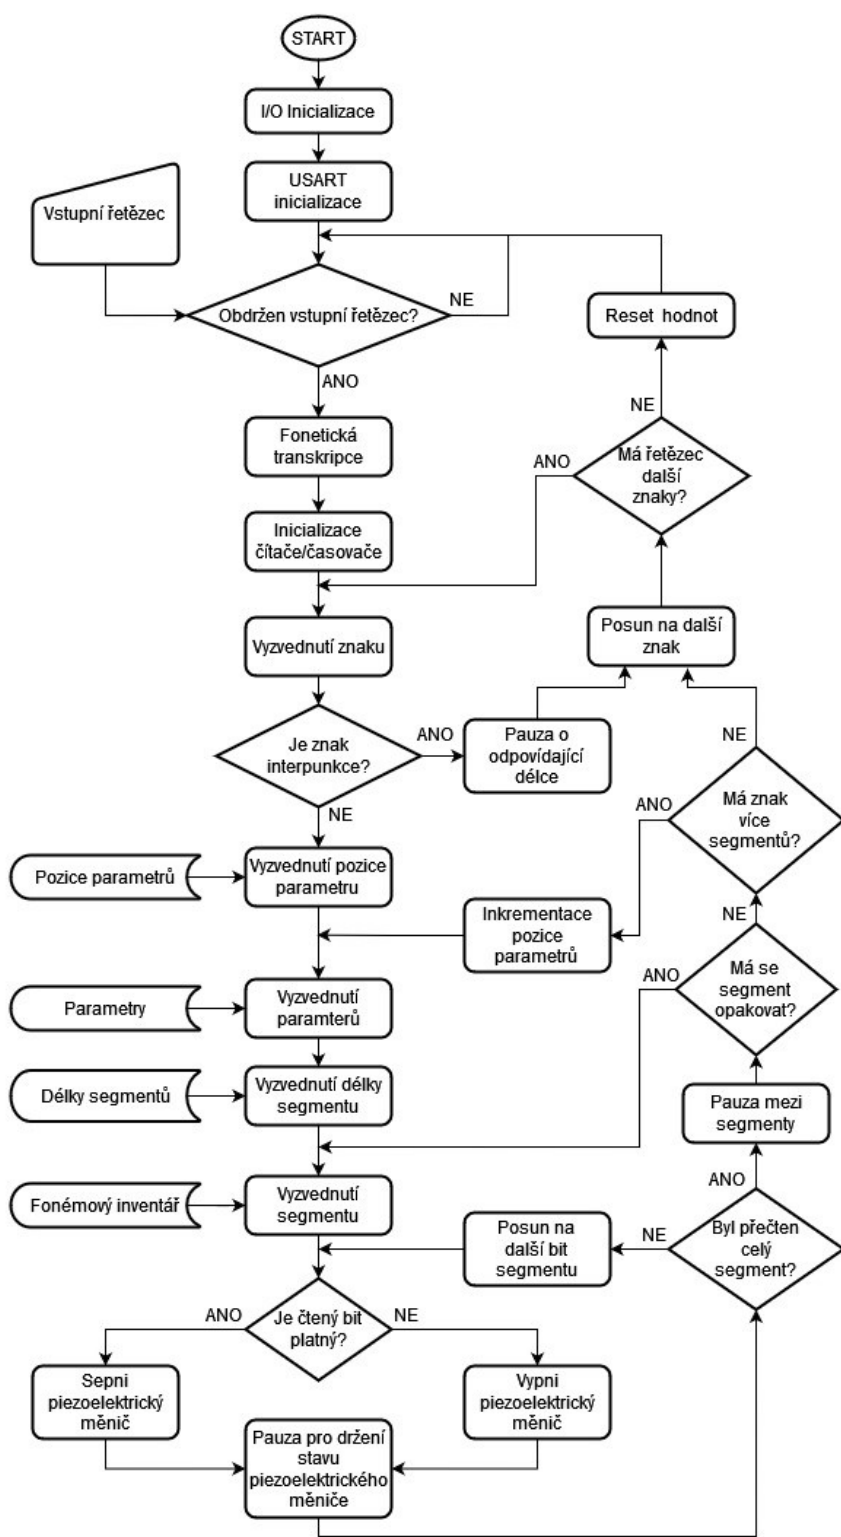 START
I/O Inicializace
USART
inicializace
Vstupní řetězec
Obdržen vstupní řetězec?
NE
Reset hodnot
ANO
NE
Fonetická
transkripce
ANO
Má řetězec
další
znaky?
Inicializace
čítače/časovače
Vyzvednutí znaku
Posun na další
znak
Je znak
interpunkce?
ANO
Pauza o
odpovídající
délce
NE
NE
ANO
Má znak
více
segmentů?
Pozice parametrů
Vyzvednutí pozice
parametru
Inkrementace
pozice
parametrů
NE
ANO
Má se
segment
opakovat?
Parametry
Vyzvednutí
paramterů
Délky segmentů
Vyzvednutí délky
segmentu
Pauza mezi
segmenty
ANO
Fonémový inventář
Vyzvednutí
segmentu
Posun na
další bit
segmentu
NE
Byl přečten
celý
segment?
ANO
Je čtený bit
platný?
NE
Sepni
piezoelektrický
měnič
Vypni
piezoelektrický
měnič
Pauza pro držení
stavu
piezoelektrického
měniče